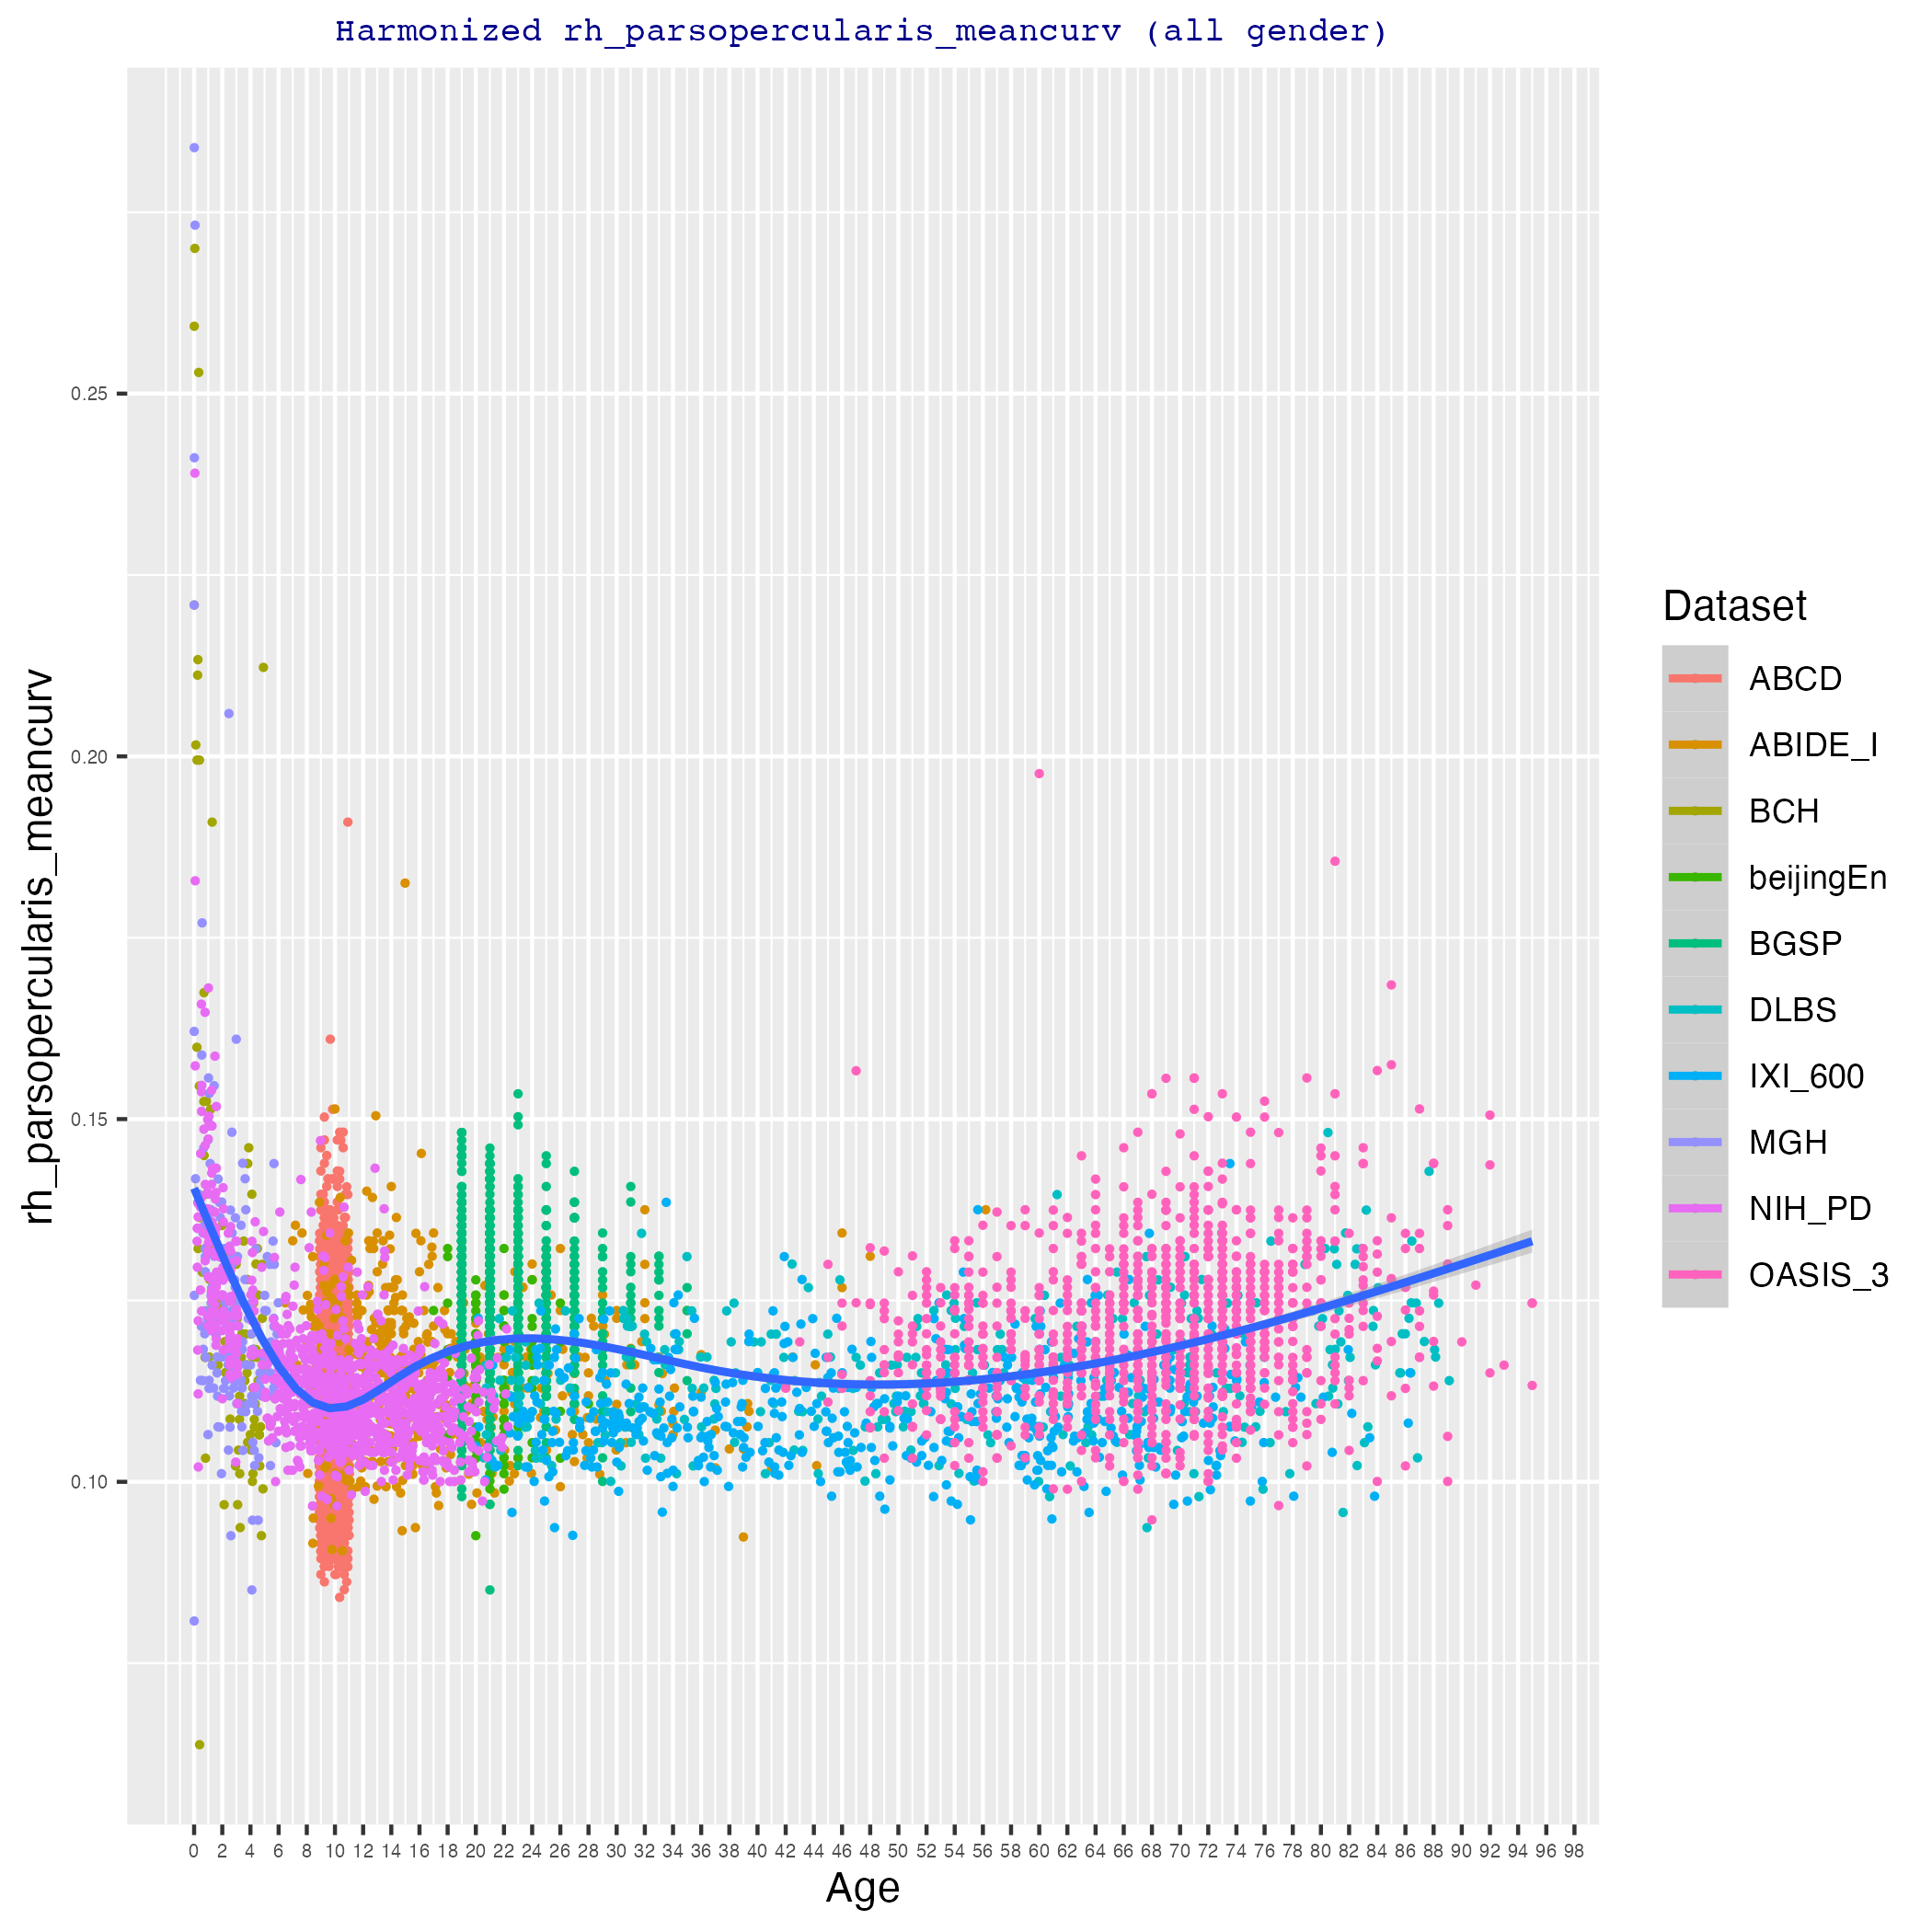 Harmonized rh_parsopercularis_meancurv (all gender)
rh_parsopercularis_meancurv
0.25
0.20
0.15
0.10
0 2 4 6 8 10 12 14 16 18 20 22 24 26 28 30 32 34 36 38 40 42 44 46 48 50 52 54 56 58 60 62 64 66 68 70 72 74 76 78 80 82 84 86 88 90 92 94 96 98
Age
Dataset
ABCD
ABIDE_I
BCH
beijingEn
BGSP
DLBS
IXI_600
MGH
NIH_PD
OASIS_3